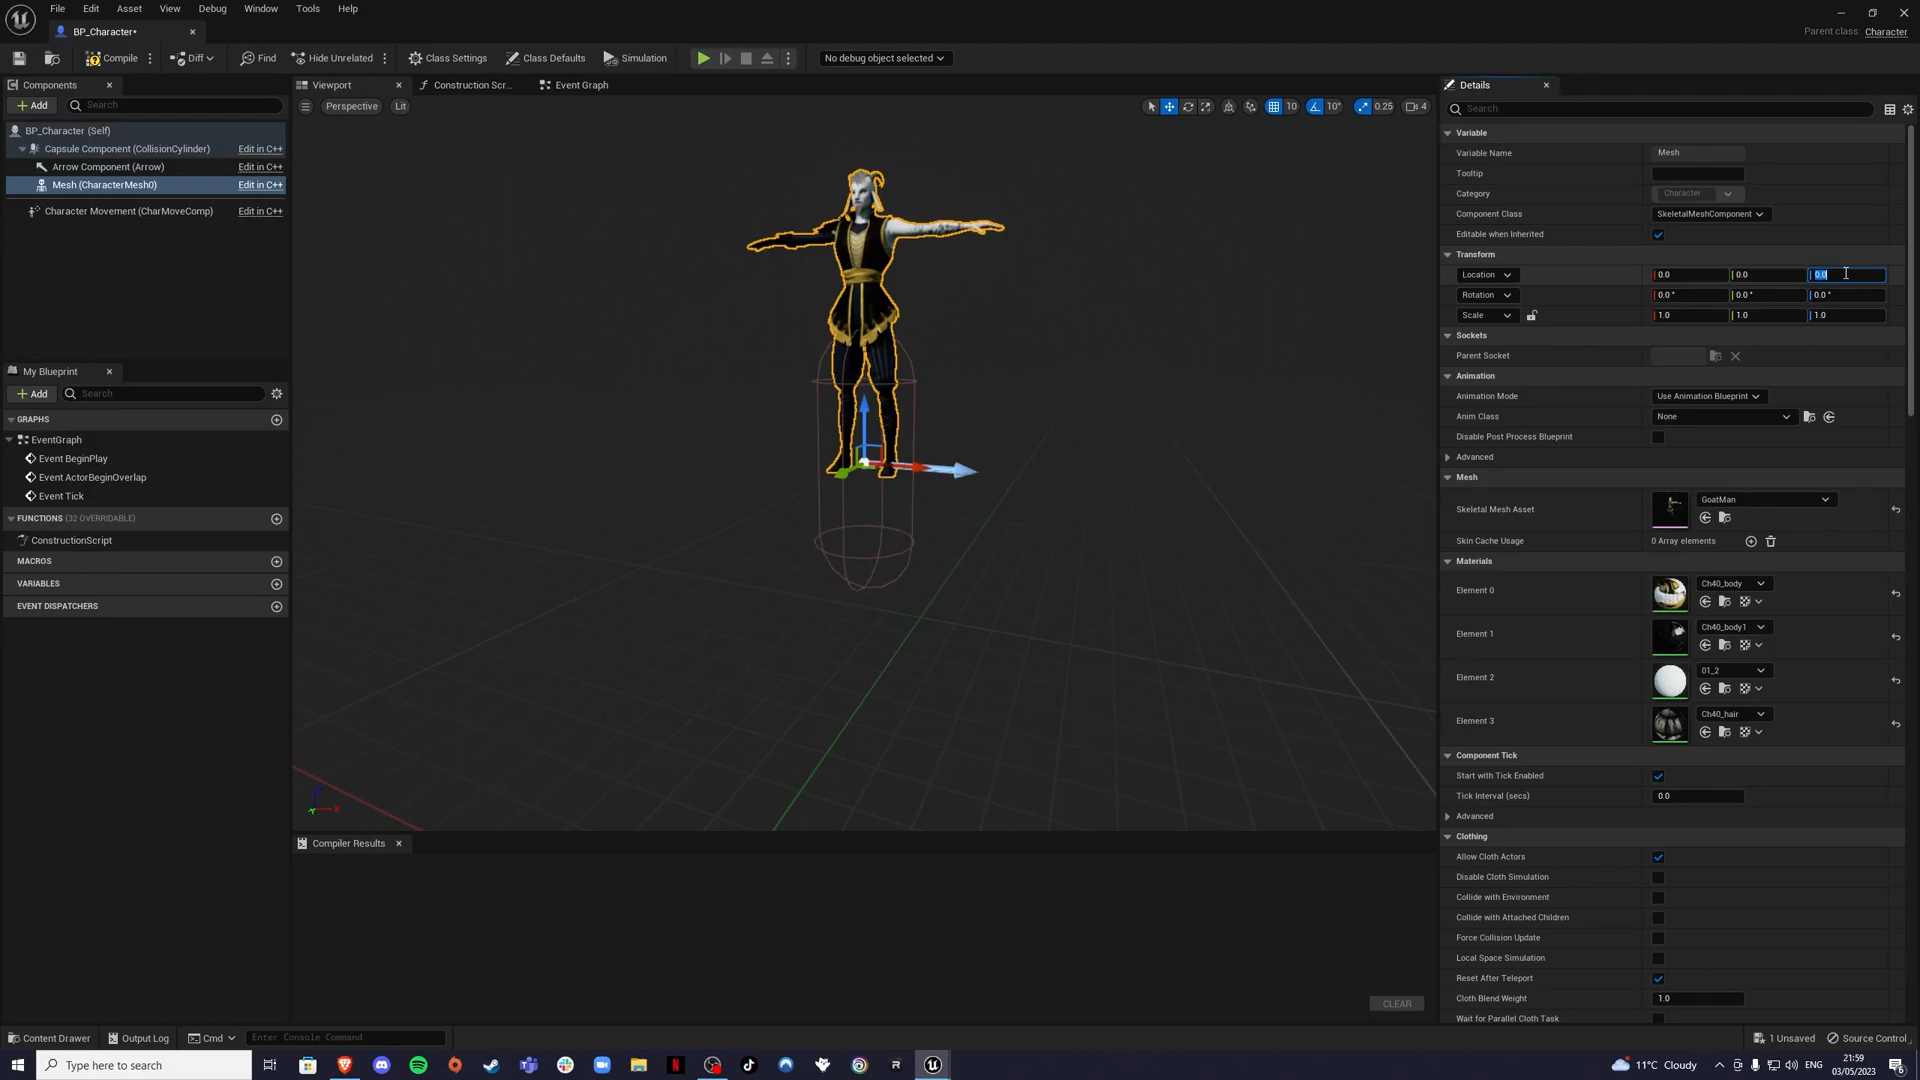 File Edit Asset View Debug Window Tools Help
BP_Character•
Parent class: Character
Compile Diff Find Hide Unrelated Class Settings Class Defaults Simulation No debug object selected
Components
Add Search
BP_Character (Self)
Capsule Component (CollisionCylinder) Edit in C++
Arrow Component (Arrow) Edit in C++
Mesh (CharacterMesh0) Edit in C++
Character Movement (CharMoveComp) Edit in C++
My Blueprint
Add Search
GRAPHS
EventGraph
Event BeginPlay
Event ActorBeginOverlap
Event Tick
FUNCTIONS (32 OVERRIDABLE)
ConstructionScript
MACROS
VARIABLES
EVENT DISPATCHERS
Viewport Construction Scr... Event Graph
Perspective Lit 10 10° 0.25 4
X
Compiler Results
CLEAR
Details
Search
Variable
Variable Name Mesh
Tooltip
Category Character
Component Class SkeletalMeshComponent
Editable when Inherited
Transform
Location 0.0 0.0 0.0
Rotation 0.0 ° 0.0 ° 0.0 °
Scale 1.0 1.0 1.0
Sockets
Parent Socket
Animation
Animation Mode Use Animation Blueprint
Anim Class None
Disable Post Process Blueprint
Advanced
Mesh
Skeletal Mesh Asset GoatMan
Skin Cache Usage 0 Array elements
Materials
Element 0 Ch40_body
Element 1 Ch40_body1
Element 2 01_2
Element 3 Ch40_hair
Component Tick
Start with Tick Enabled
Tick Interval (secs) 0.0
Advanced
Clothing
Allow Cloth Actors
Disable Cloth Simulation
Collide with Environment
Collide with Attached Children
Force Collision Update
Local Space Simulation
Reset After Teleport
Cloth Blend Weight 1.0
Wait for Parallel Cloth Task
Content Drawer Output Log Cmd Enter Console Command 1 Unsaved Source Control
Type here to search
11°C Cloudy ENG 21:59
03/05/2023
6